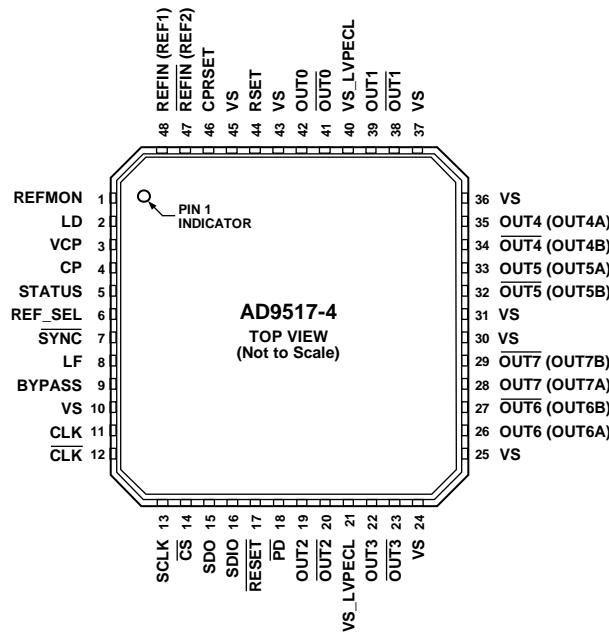 48 REFIN (REF1)
47 REFIN (REF2)
46 CPRSET
45 VS
44 RSET
43 VS
42 OUT0
41 OUT0
40 VS_LVPECL
39 OUT1
38 OUT1
37 VS
REFMON 1
LD 2
VCP 3
CP 4
STATUS 5
REF_SEL 6
SYNC 7
LF 8
BYPASS 9
VS 10
CLK 11
CLK 12
PIN 1
INDICATOR
AD9517-4
TOP VIEW
(Not to Scale)
36 VS
35 OUT4 (OUT4A)
34 OUT4 (OUT4B)
33 OUT5 (OUT5A)
32 OUT5 (OUT5B)
31 VS
30 VS
29 OUT7 (OUT7B)
28 OUT7 (OUT7A)
27 OUT6 (OUT6B)
26 OUT6 (OUT6A)
25 VS
SCLK 13
CS 14
SDO 15
SDIO 16
RESET 17
PD 18
OUT2 19
OUT2 20
VS_LVPECL 21
OUT3 22
OUT3 23
VS 24